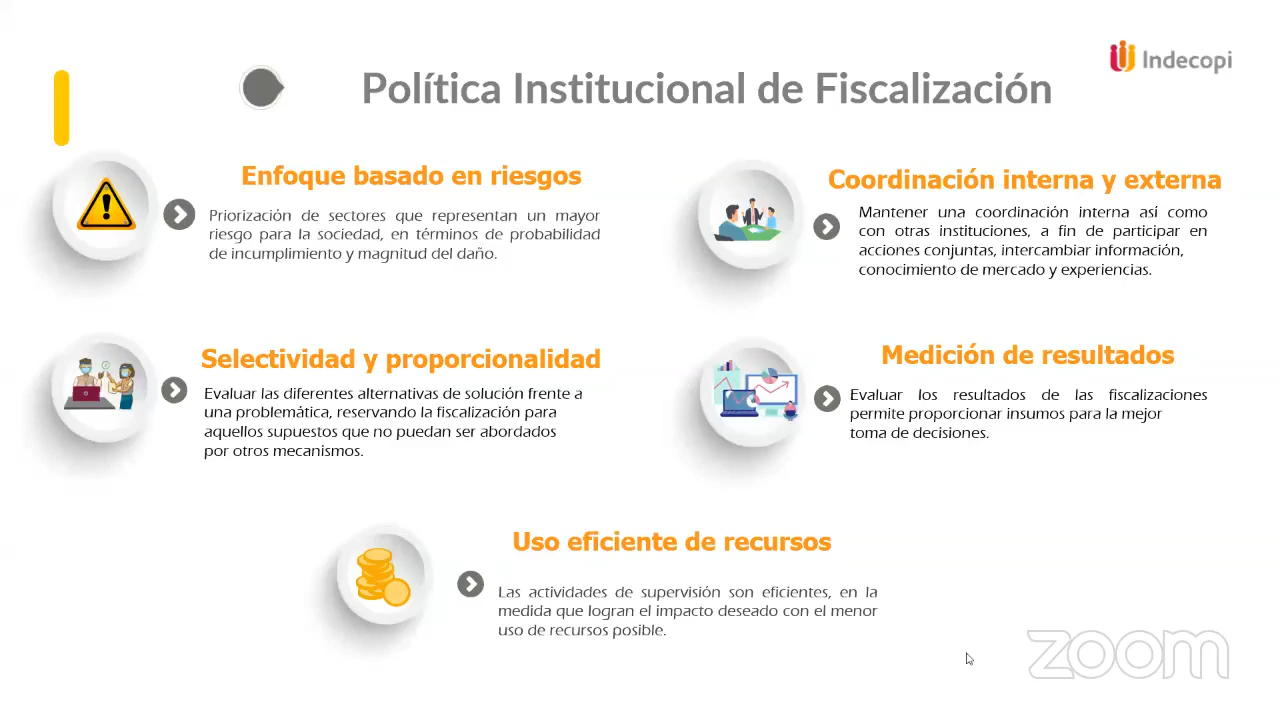 Indecopi
Política Institucional de Fiscalización
Enfoque basado en riesgos
Priorización de sectores que representan un mayor
riesgo para la sociedad, en términos de probabilidad
de incumplimiento y magnitud del daño.
Coordinación interna y externa
Mantener una coordinación interna así como
con otras instituciones, a fin de participar en
acciones conjuntas, intercambiar información,
conocimiento de mercado y experiencias.
Selectividad y proporcionalidad
Evaluar las diferentes alternativas de solución frente a
una problemática, reservando la fiscalización para
aquellos supuestos que no puedan ser abordados
por otros mecanismos.
Medición de resultados
Evaluar los resultados de las fiscalizaciones
permite proporcionar insumos para la mejor
toma de decisiones.
Uso eficiente de recursos
Las actividades de supervisión son eficientes, en la
medida que logran el impacto deseado con el menor
uso de recursos posible.
zoom